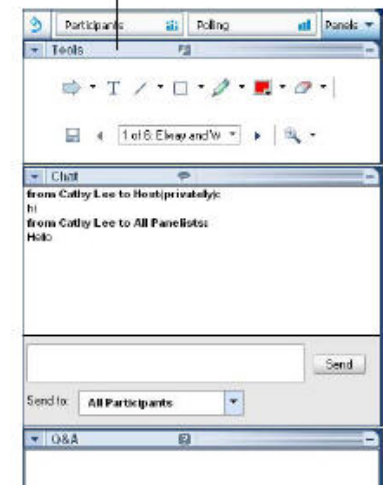 Participants Polling Panels
Tools
T
1 of 6: Elway and W
Chat
from Cathy Lee to Host(privately):
hi
from Cathy Lee to All Panelists:
Hello
Send
Send to: All Participants
Q&A